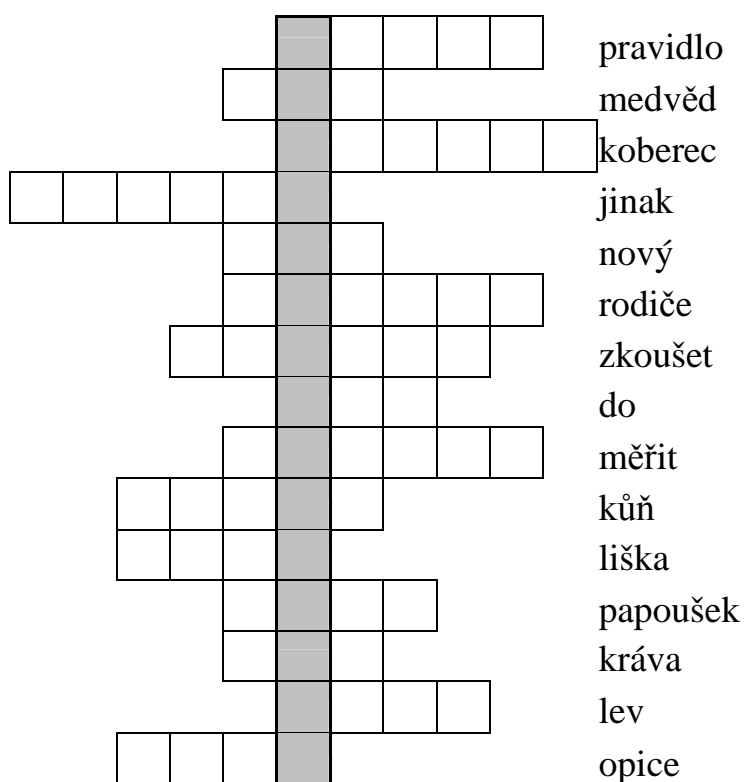 pravidlo
medvěd
koberec
jinak
nový
rodiče
zkoušet
do
měřit
kůň
liška
papoušek
kráva
lev
opice